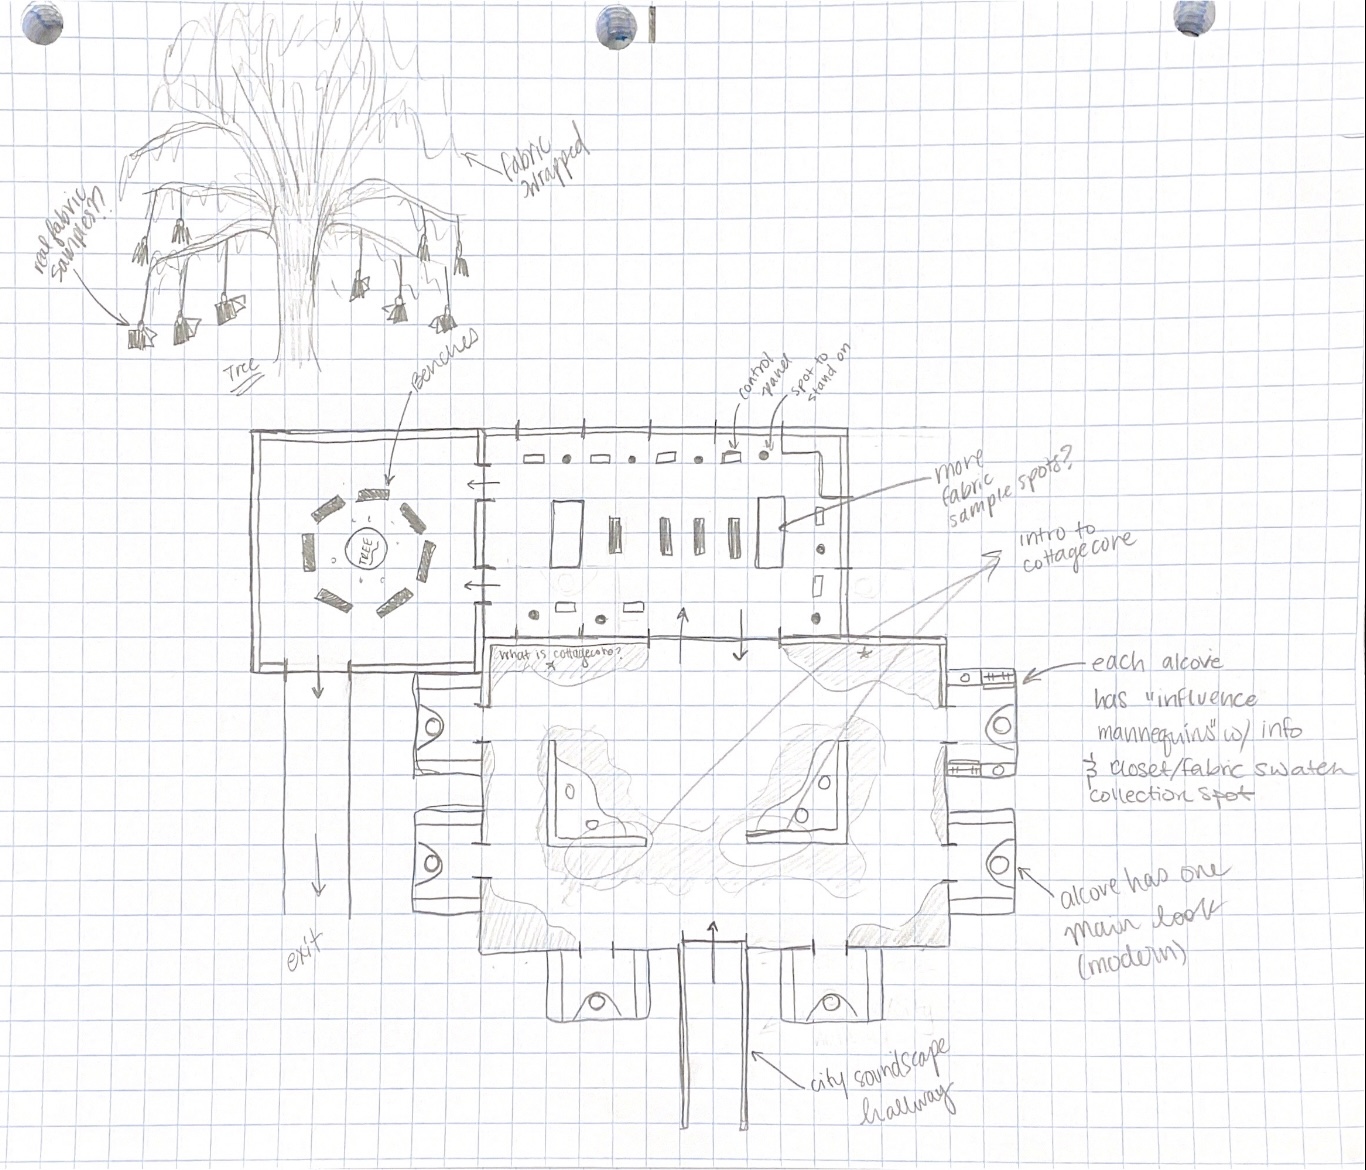 fabric
wrapped
real fabric
samples??
Tree
Benches
control
panel
spot to
stand on
more
fabric
sample spots?
intro to
cottagecore
TREE
what is cottagecore?
each alcove
has "influence
mannequins" w/ info
& closet/fabric swatch
collection spot
alcove has one
main look
(modern)
exit
city soundscape
hallway